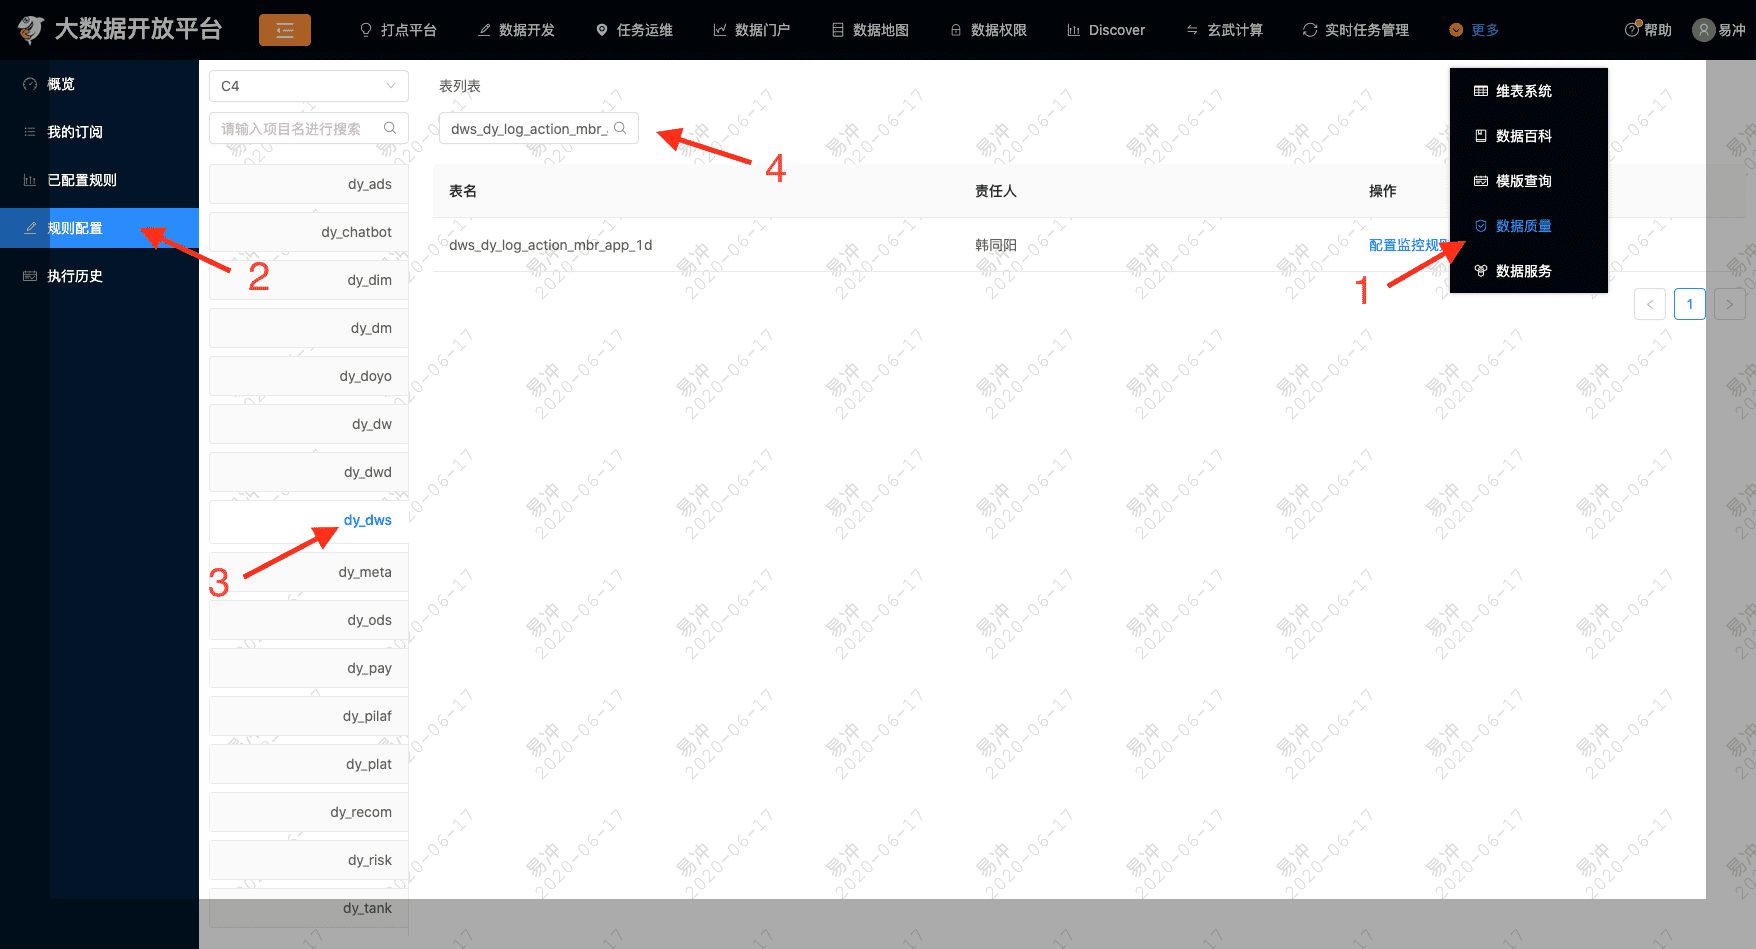 大数据开放平台
打点平台
数据开发
任务运维
数据门户
数据地图
数据权限
Discover
玄武计算
实时任务管理
更多
帮助
易冲
概览
我的订阅
已配置规则
规则配置
执行历史
2
C4
请输入项目名进行搜索
dy_ads
dy_chatbot
dy_dim
dy_dm
dy_doyo
dy_dw
dy_dwd
dy_dws
3
dy_meta
dy_ods
dy_pay
dy_pilaf
dy_plat
dy_recom
dy_risk
dy_tank
表列表
dws_dy_log_action_mbr_
4
表名
责任人
操作
dws_dy_log_action_mbr_app_1d
韩同阳
配置监控规则
维表系统
数据百科
模版查询
数据质量
数据服务
1
1
易冲
2020-06-17